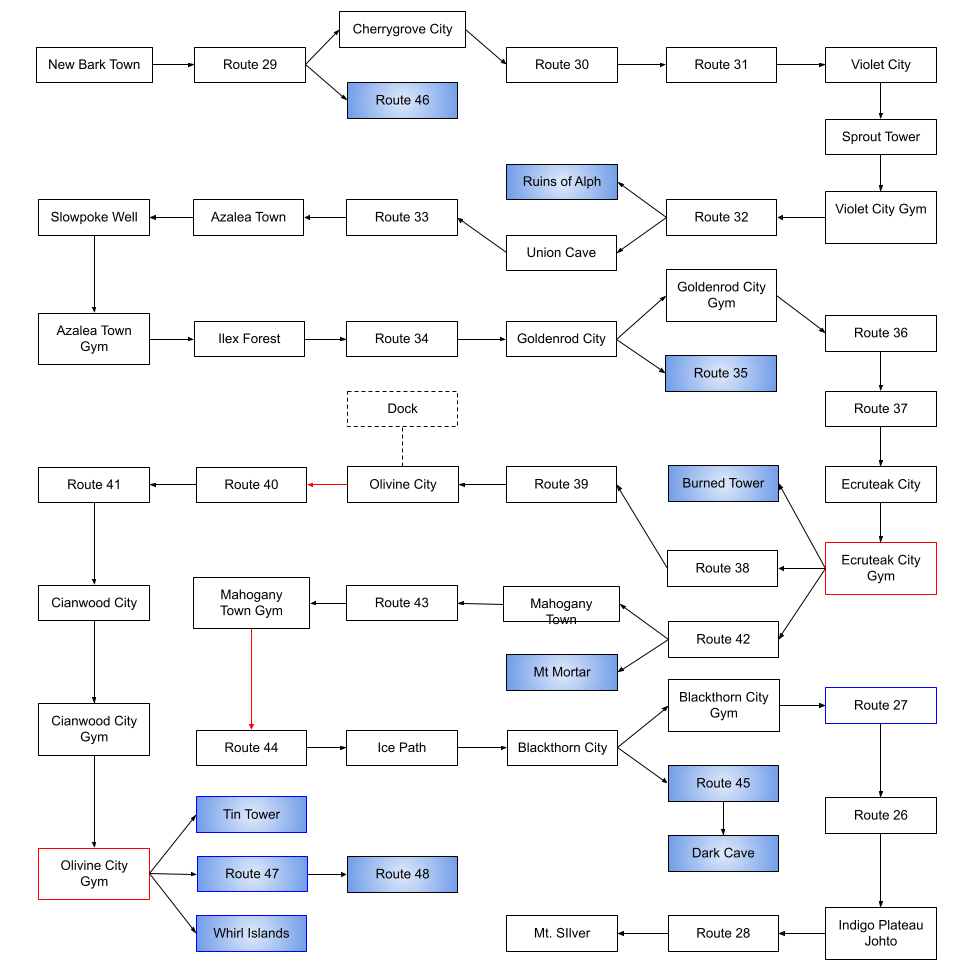 Cherrygrove City
New Bark Town
Route 29
Route 30
Route 31
Violet City
Route 46
Sprout Tower
Ruins of Alph
Slowpoke Well
Azalea Town
Route 33
Route 32
Violet City Gym
Union Cave
Goldenrod City
Gym
Azalea Town
Gym
Ilex Forest
Route 34
Goldenrod City
Route 36
Route 35
Dock
Route 37
Route 41
Route 40
Olivine City
Route 39
Burned Tower
Ecruteak City
Route 38
Ecruteak City
Gym
Cianwood City
Mahogany
Town Gym
Route 43
Mahogany
Town
Route 42
Mt Mortar
Cianwood City
Gym
Blackthorn City
Gym
Route 27
Route 44
Ice Path
Blackthorn City
Route 45
Tin Tower
Route 26
Dark Cave
Olivine City
Gym
Route 47
Route 48
Whirl Islands
Mt. SIlver
Route 28
Indigo Plateau
Johto